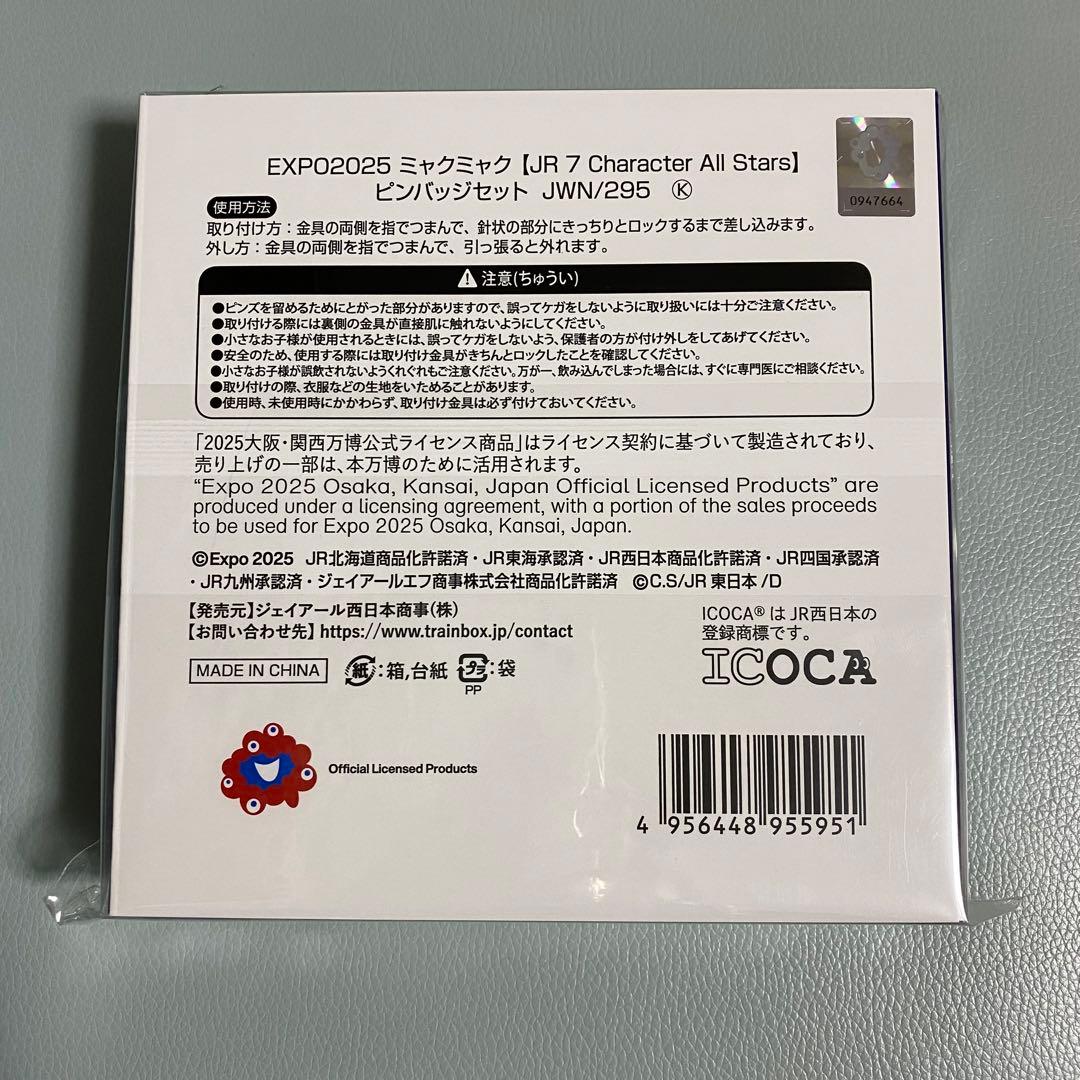 EXPO2025 ミャクミャク【JR 7 Character All Stars】
ピンバッジセット JWN/295 Ⓚ
0947664
使用方法
取り付け方：金具の両側を指でつまんで、針状の部分にきっちりとロックするまで差し込みます。
外し方：金具の両側を指でつまんで、引っ張ると外れます。
注意(ちゅうい)
●ピンズを留めるためにとがった部分がありますので、誤ってケガをしないように取り扱いには十分ご注意ください。
●取り付ける際には裏側の金具が直接肌に触れないようにしてください。
●小さなお子様が使用されるときには、誤ってケガをしないよう、保護者の方が付け外しをしてあげてください。
●安全のため、使用する際には取り付け金具がきちんとロックしたことを確認してください。
●小さなお子様が誤飲されないようくれぐれもご注意ください。万が一、飲み込んでしまった場合には、すぐに専門医にご相談ください。
●取り付けの際、衣服などの生地をいためることがあります。
●使用時、未使用時にかかわらず、取り付け金具は必ず付けておいてください。
「2025大阪・関西万博公式ライセンス商品」はライセンス契約に基づいて製造されており、
売り上げの一部は、本万博のために活用されます。
“Expo 2025 Osaka, Kansai, Japan Official Licensed Products” are
produced under a licensing agreement, with a portion of the sales proceeds
to be used for Expo 2025 Osaka, Kansai, Japan.
©Expo 2025 JR北海道商品化許諾済・JR東海承認済・JR西日本商品化許諾済・JR四国承認済
・JR九州承認済・ジェイアールエフ商事株式会社商品化許諾済 ©C.S/JR東日本/D
【発売元】ジェイアール西日本商事(株)
【お問い合わせ先】https://www.trainbox.jp/contact
ICOCA®はJR西日本の
登録商標です。
ICOCA
MADE IN CHINA
紙：箱,台紙 プラ：袋
PP
Official Licensed Products
4 956448 955951